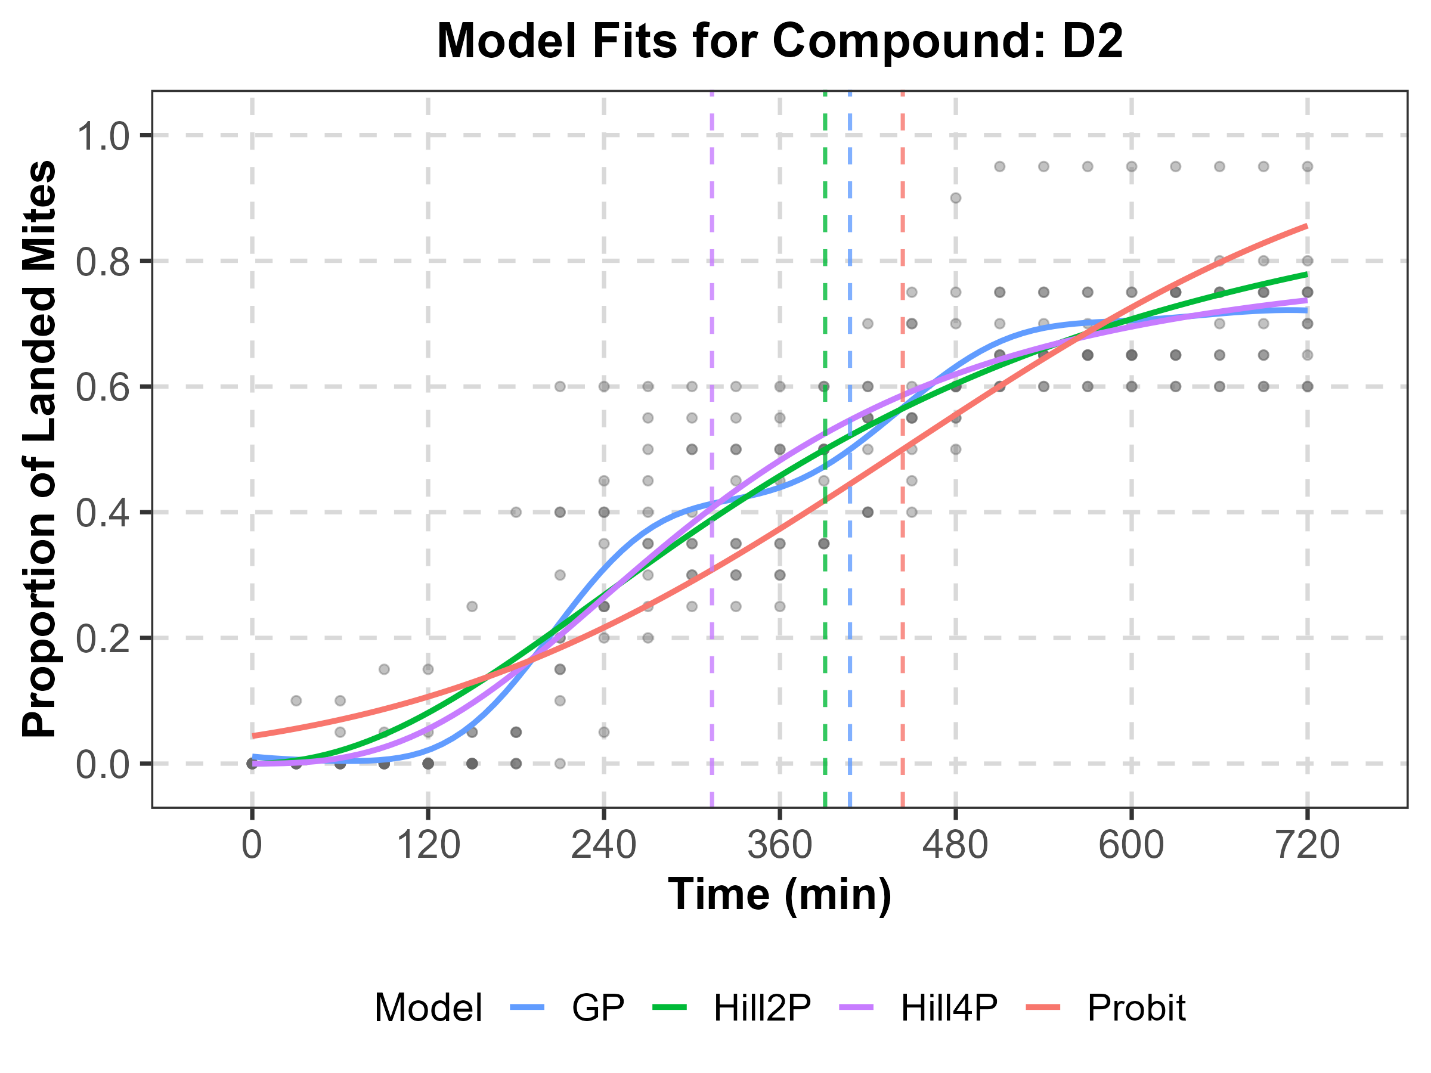 Model Fits for Compound: D2
Proportion of Landed Mites
1.0
0.8
0.6
0.4
0.2
0.0
0 120 240 360 480 600 720
Time (min)
Model GP Hill2P Hill4P Probit